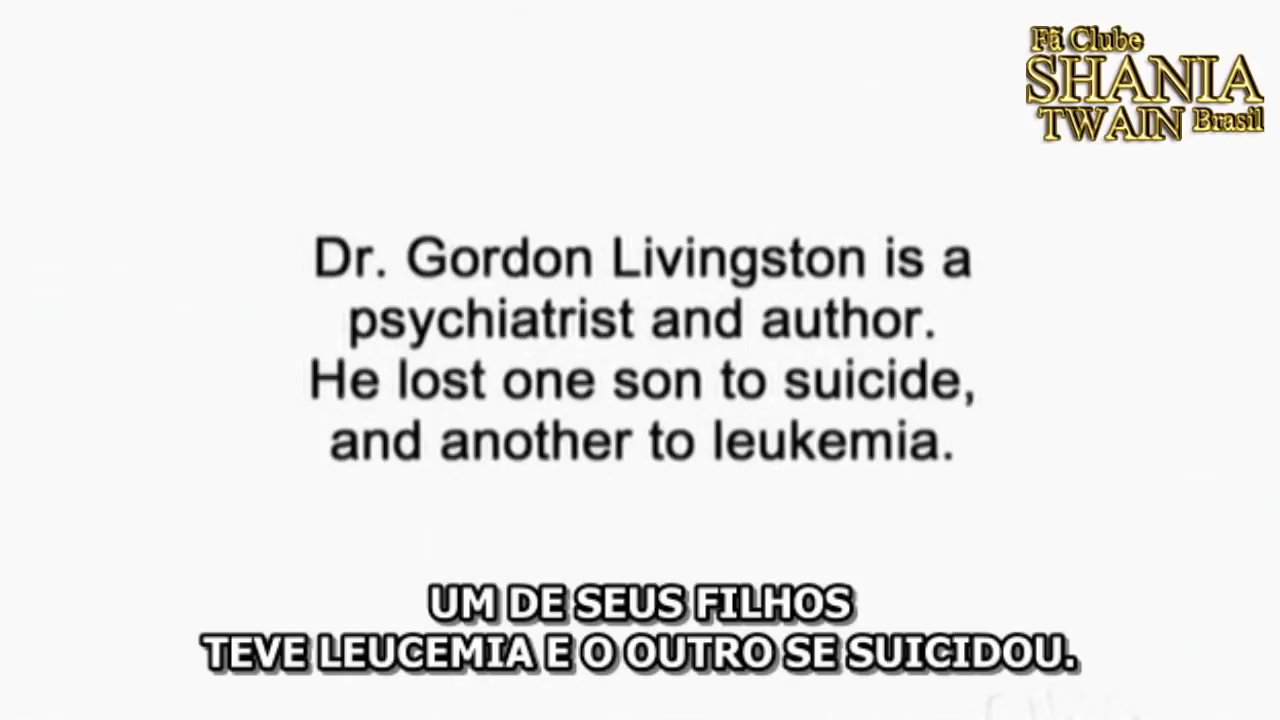 Fã Clube
SHANIA
TWAIN Brasil
Dr. Gordon Livingston is a
psychiatrist and author.
He lost one son to suicide,
and another to leukemia.
UM DE SEUS FILHOS
TEVE LEUCEMIA E O OUTRO SE SUICIDOU.